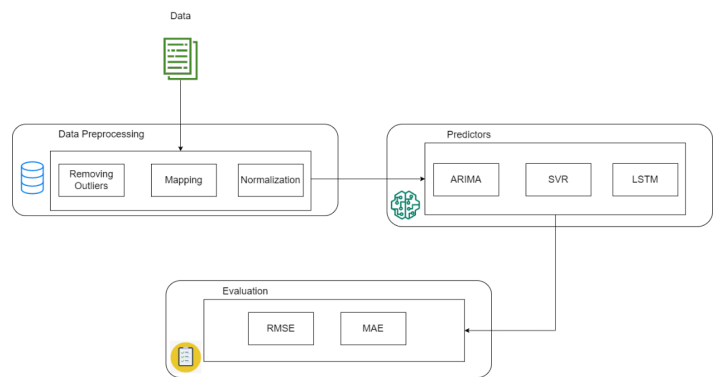 Data
Data Preprocessing
Removing
Outliers
Mapping
Normalization
Predictors
ARIMA
SVR
LSTM
Evaluation
RMSE
MAE